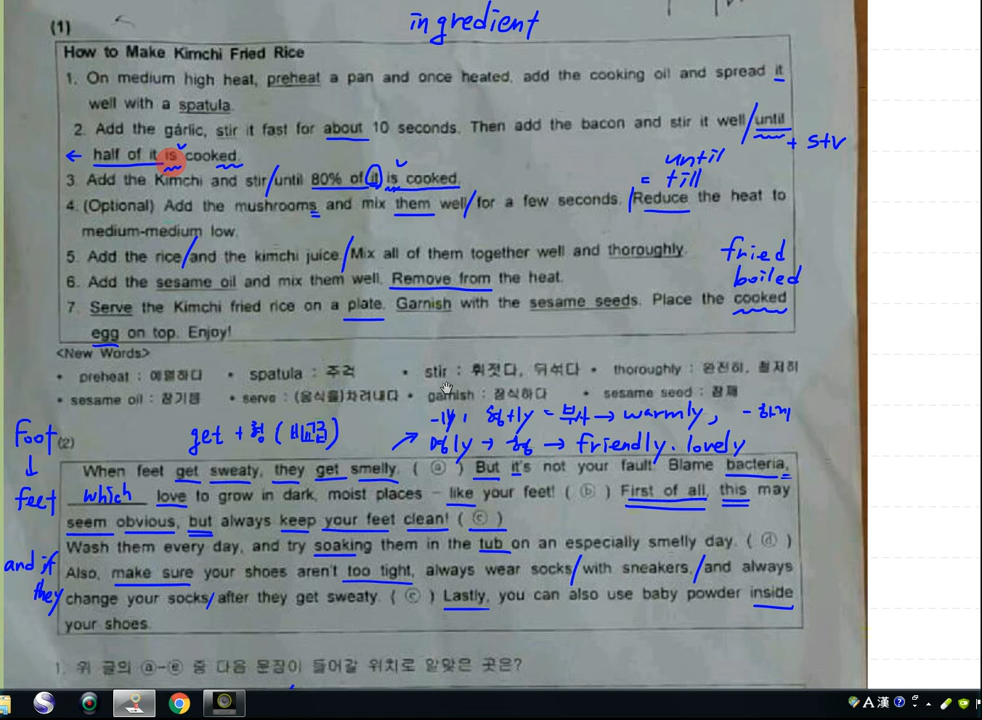 ingredient
(1)
How to Make Kimchi Fried Rice
1. On medium high heat, preheat a pan and once heated, add the cooking oil and spread it
well with a spatula.
2. Add the garlic, stir it fast for about 10 seconds. Then add the bacon and stir it well/until
+ s+v
← half of it is cooked.
until
= till
3. Add the Kimchi and stir/until 80% of it is cooked.
4. (Optional) Add the mushrooms and mix them well/for a few seconds. /Reduce the heat to
medium-medium low.
5. Add the rice/and the kimchi juice./Mix all of them together well and thoroughly.
fried
boiled
6. Add the sesame oil and mix them well. Remove from the heat.
7. Serve the Kimchi fried rice on a plate. Garnish with the sesame seeds. Place the cooked
egg on top. Enjoy!
<New Words>
• preheat : 예열하다 • spatula : 주걱 • stir : 휘젓다, 뒤섞다 • thoroughly : 완전히, 철저히
• sesame oil : 참기름 • serve : (음식을)차려내다 • garnish : 장식하다 • sesame seed : 참깨
형+ly = 부사 → warmly, -하게
get + 형 (비교급) → 명ly → 형 → friendly. lovely
foot
↓
feet
(2)
When feet get sweaty, they get smelly. ( ⓐ ) But it's not your fault! Blame bacteria,
which love to grow in dark, moist places – like your feet! ( ⓑ ) First of all, this may
seem obvious, but always keep your feet clean! ( ⓒ )
Wash them every day, and try soaking them in the tub on an especially smelly day. ( ⓓ )
and if
they
Also, make sure your shoes aren't too tight, always wear socks/with sneakers,/and always
change your socks/after they get sweaty. ( ⓔ ) Lastly, you can also use baby powder inside
your shoes.
1. 위 글의 ⓐ~ⓔ 중 다음 문장이 들어갈 위치로 알맞은 곳은?
A 漢